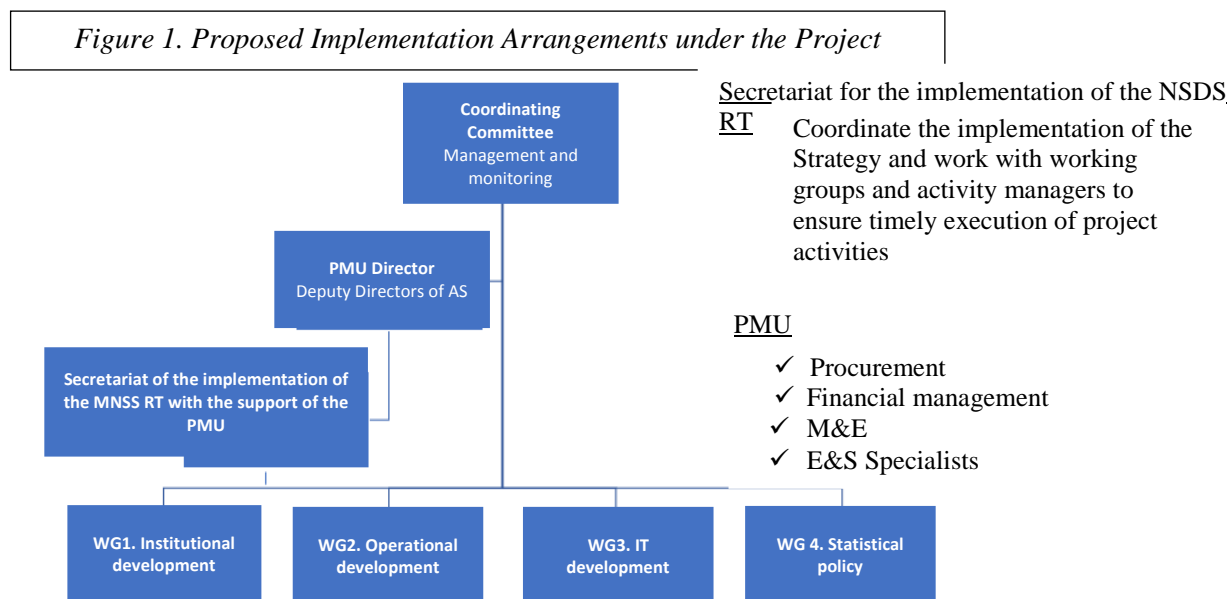 Figure 1. Proposed Implementation Arrangements under the Project
Coordinating
Committee
Management and
monitoring
PMU Director
Deputy Directors of AS
Secretariat of the implementation of
the MNSS RT with the support of the
PMU
WG1. Institutional
development
WG2. Operational
development
WG3. IT
development
WG 4. Statistical
policy
Secretariat for the implementation of the NSDS
RT
Coordinate the implementation of the
Strategy and work with working
groups and activity managers to
ensure timely execution of project
activities
PMU
✓ Procurement
✓ Financial management
✓ M&E
✓ E&S Specialists